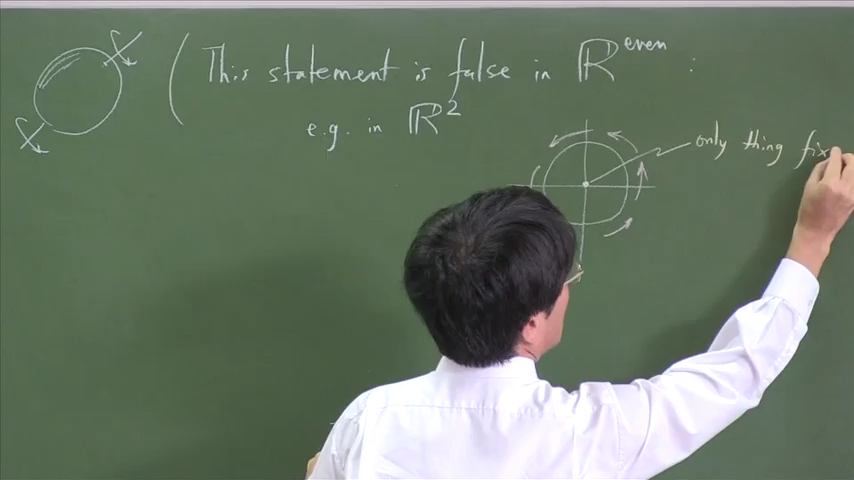 ( This statement is false in ℝ^even :
e.g. in ℝ²
only thing fix